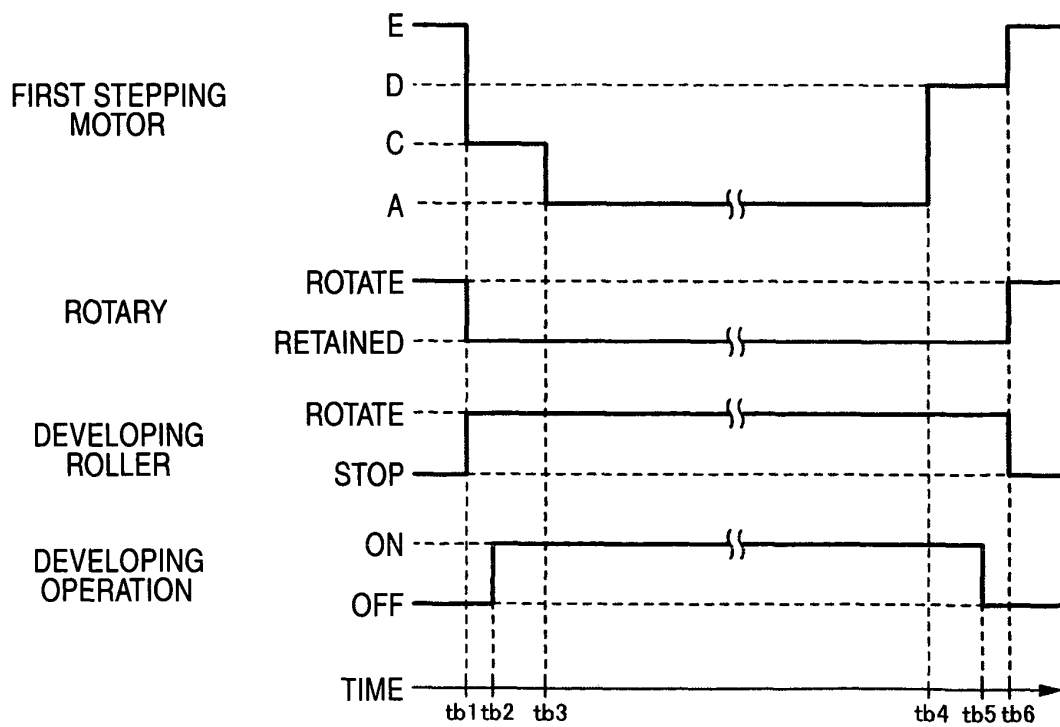 E
FIRST STEPPING
MOTOR
D
C
A
ROTARY
ROTATE
RETAINED
DEVELOPING
ROLLER
ROTATE
STOP
DEVELOPING
OPERATION
ON
OFF
TIME
tb1 tb2 tb3 tb4 tb5 tb6